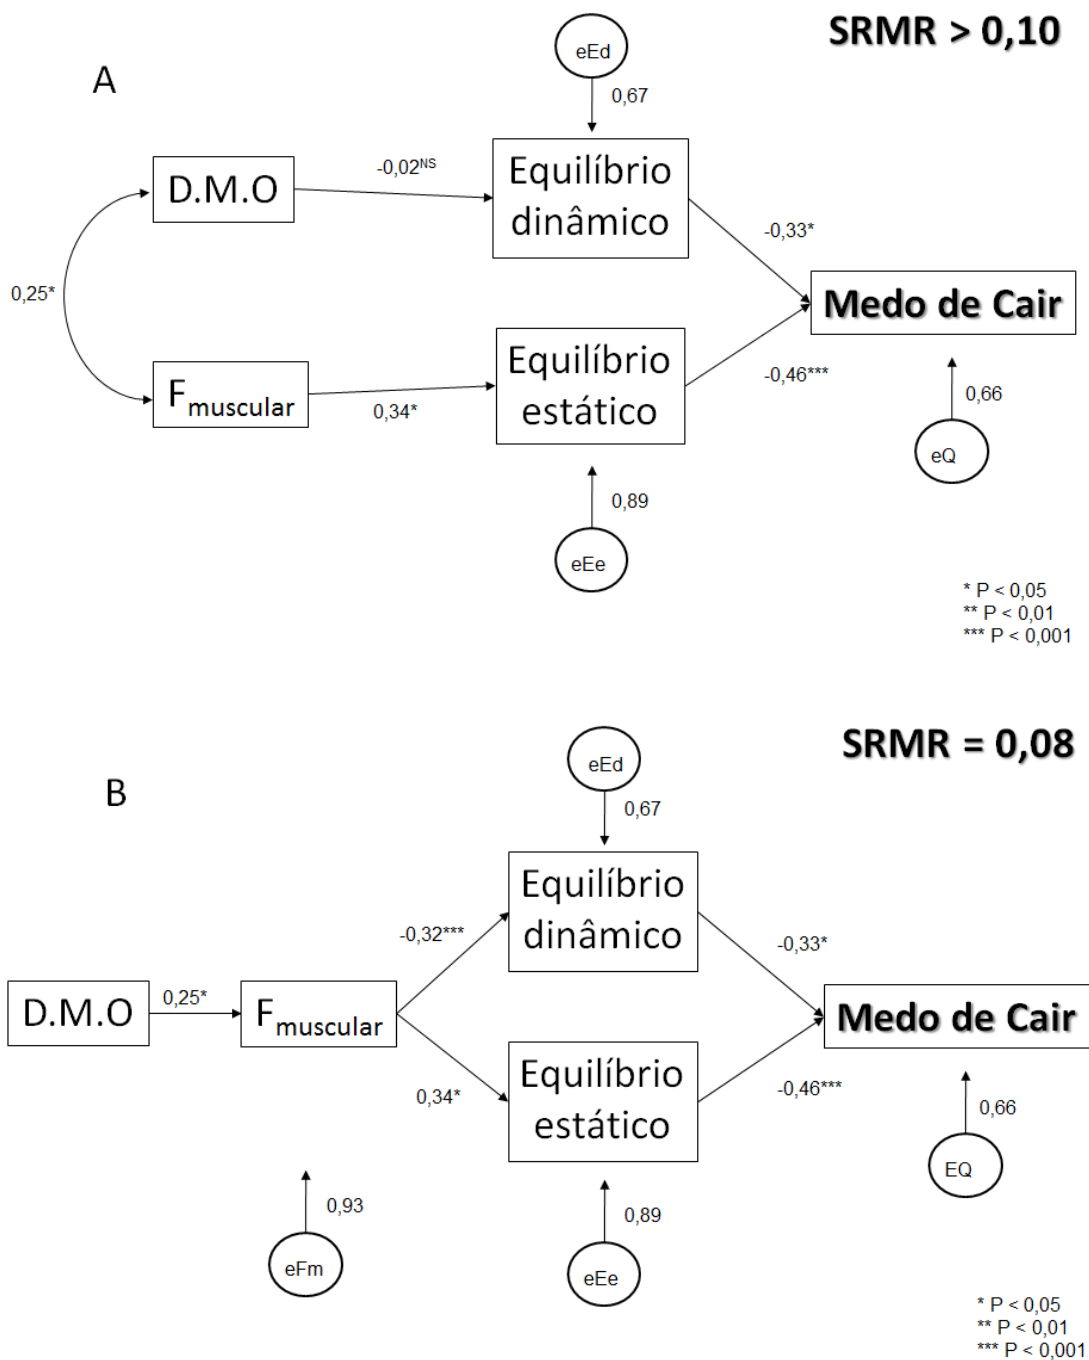 SRMR > 0,10
A
eEd
0,67
D.M.O
-0,02NS
Equilíbrio
dinâmico
-0,33*
0,25*
Medo de Cair
Fmuscular
0,34*
Equilíbrio
estático
-0,46***
0,66
eQ
0,89
eEe
* P < 0,05
** P < 0,01
*** P < 0,001
SRMR = 0,08
B
eEd
0,67
Equilíbrio
dinâmico
-0,32***
-0,33*
D.M.O
0,25*
Fmuscular
Medo de Cair
0,34*
Equilíbrio
estático
-0,46***
0,66
EQ
0,93
eFm
0,89
eEe
* P < 0,05
** P < 0,01
*** P < 0,001